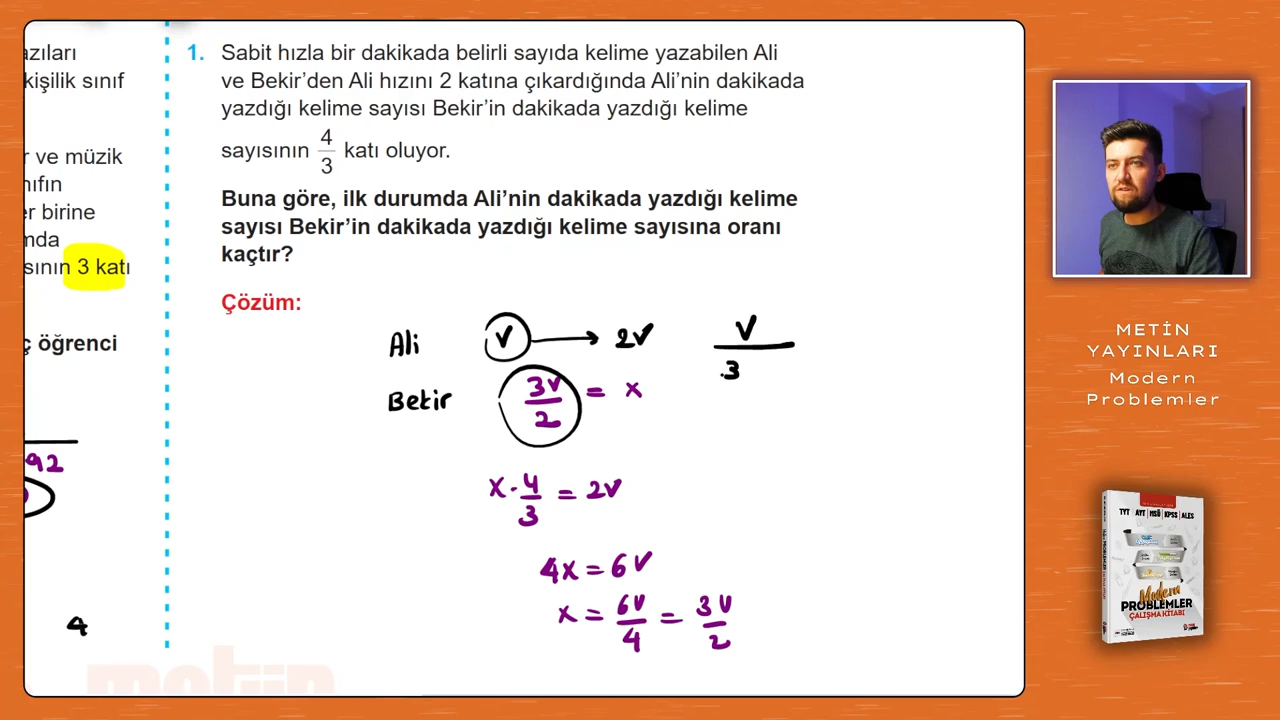 azıları
kişilik sınıf
r ve müzik
nıfın
er birine
mda
sının 3 katı
ç öğrenci
92
4
1. Sabit hızla bir dakikada belirli sayıda kelime yazabilen Ali
ve Bekir’den Ali hızını 2 katına çıkardığında Ali’nin dakikada
yazdığı kelime sayısı Bekir’in dakikada yazdığı kelime
sayısının 4/3 katı oluyor.
Buna göre, ilk durumda Ali’nin dakikada yazdığı kelime
sayısı Bekir’in dakikada yazdığı kelime sayısına oranı
kaçtır?
Çözüm:
Ali V → 2V
Bekir 3V/2 = x
V
3
x · 4/3 = 2V
4x = 6V
x = 6V/4 = 3V/2
metin
METİN
YAYINLARI
Modern
Problemler
TYT | AYT | MSÜ | KPSS | ALES
Modern
PROBLEMLER
ÇALIŞMA KİTABI